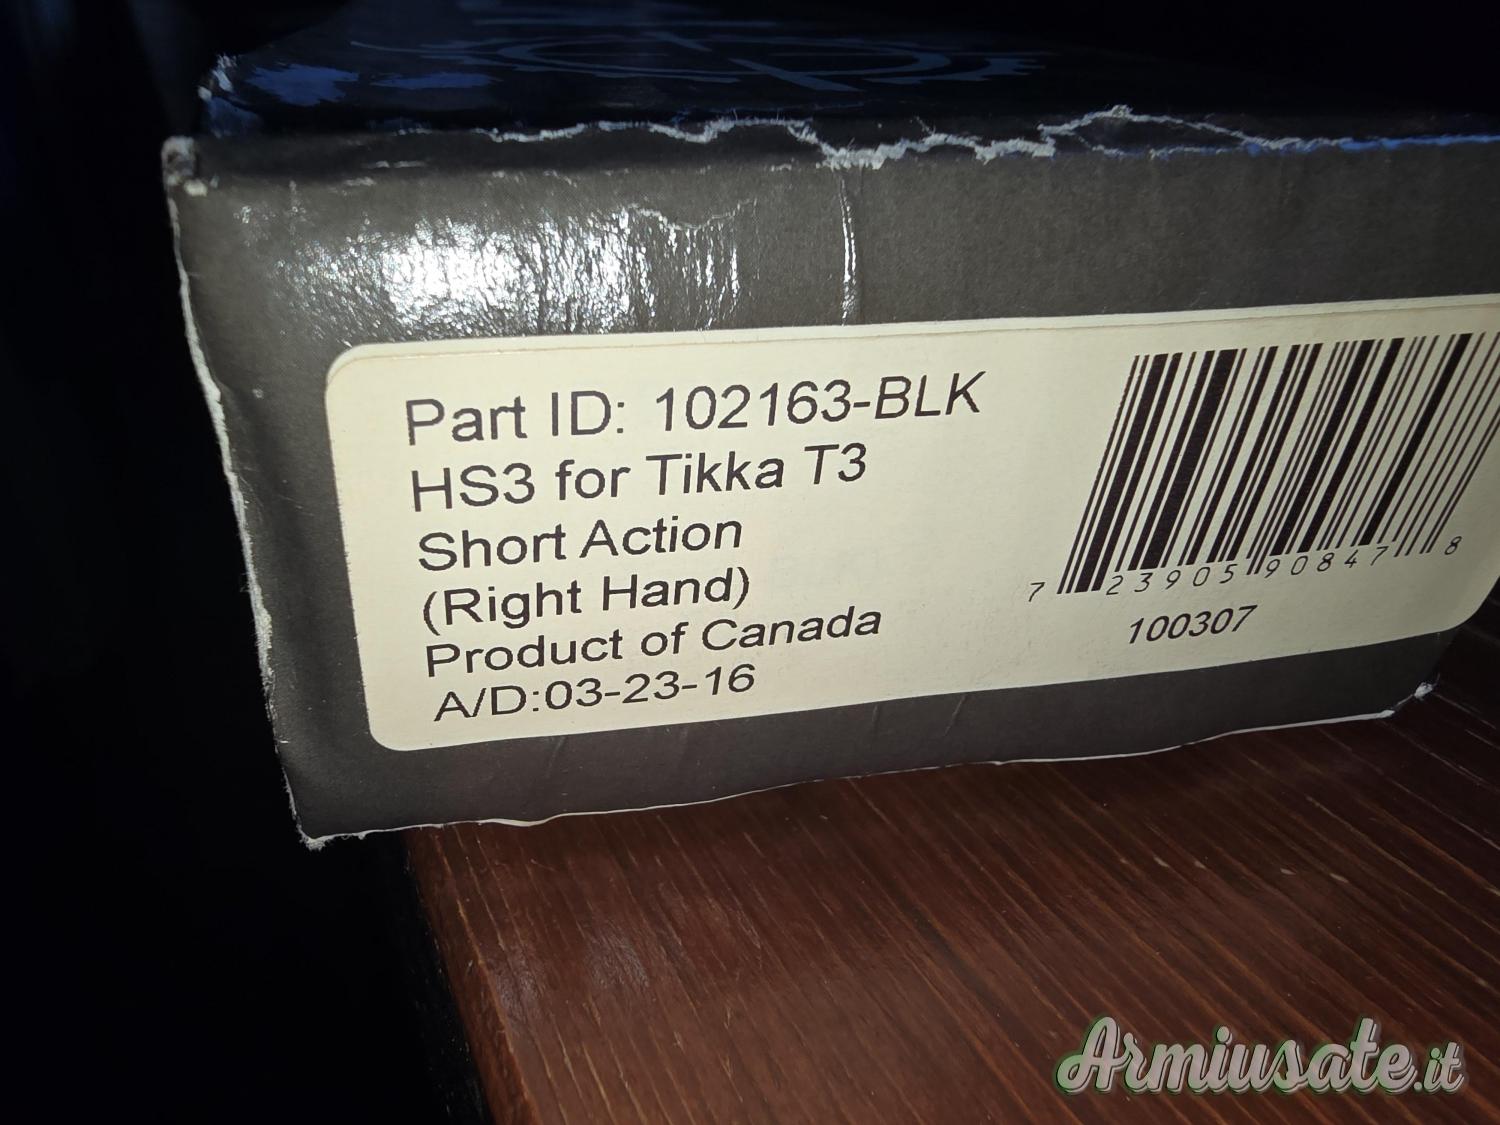 Part ID: 102163-BLK
HS3 for Tikka T3
Short Action
(Right Hand)
Product of Canada
A/D:03-23-16
7 23905 90847 8
100307
Armiusate.it